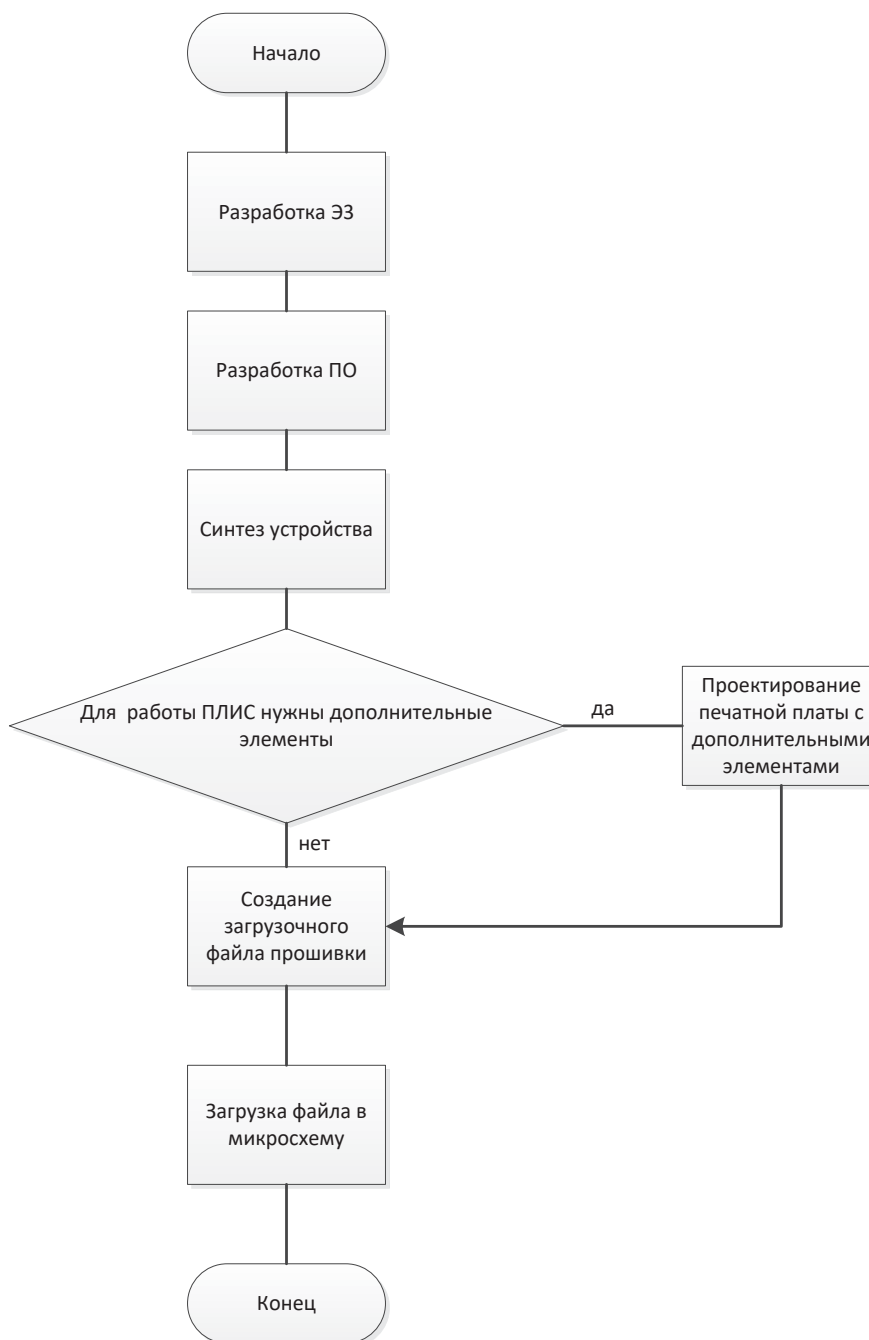 Начало
Разработка ЭЗ
Разработка ПО
Синтез устройства
Для  работы ПЛИС нужны дополнительные
элементы
да
Проектирование
печатной платы с
дополнительными
элементами
нет
Создание
загрузочного
файла прошивки
Загрузка файла в
микросхему
Конец